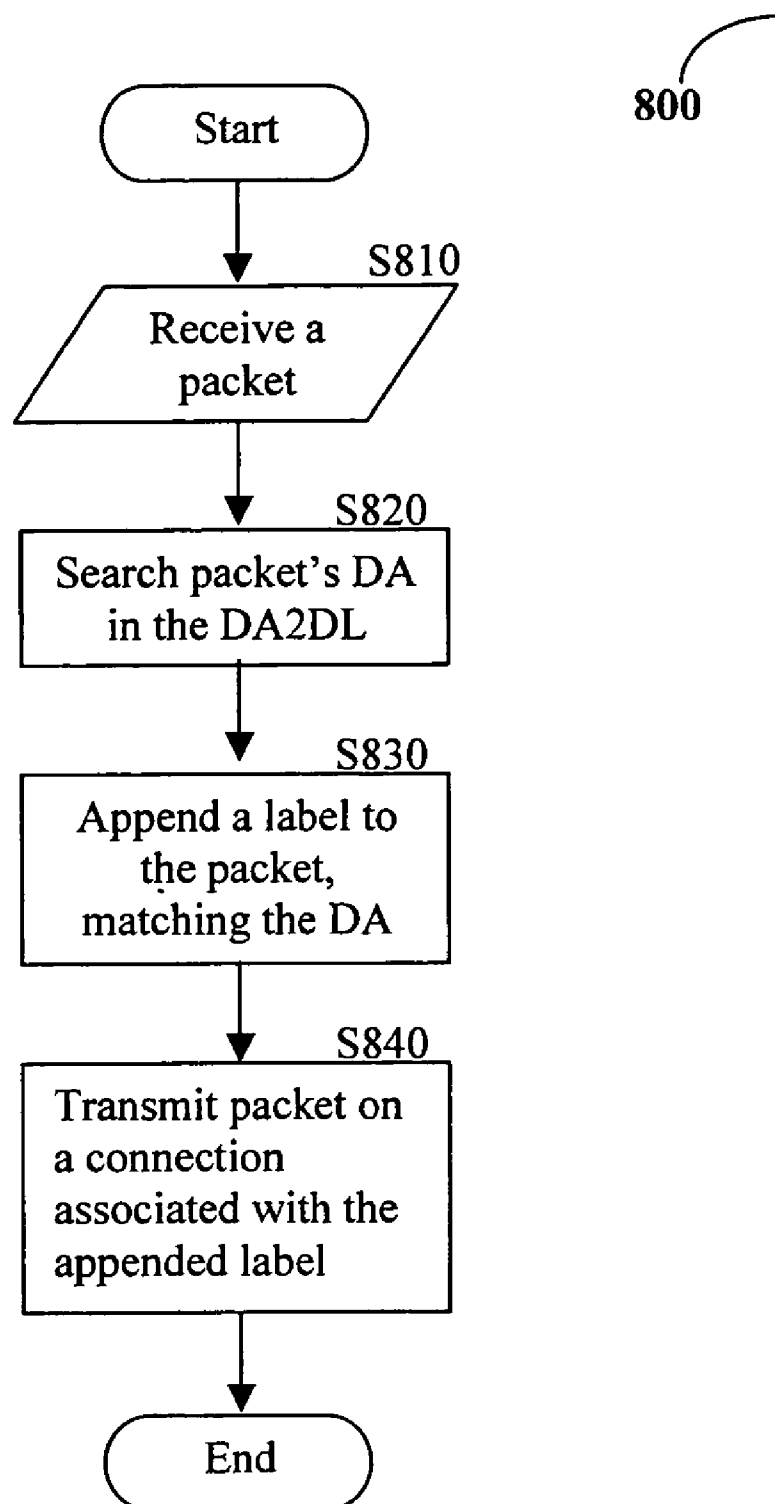 800
Start
S810
Receive a
packet
S820
Search packet's DA
in the DA2DL
S830
Append a label to
the packet,
matching the DA
S840
Transmit packet on
a connection
associated with the
appended label
End